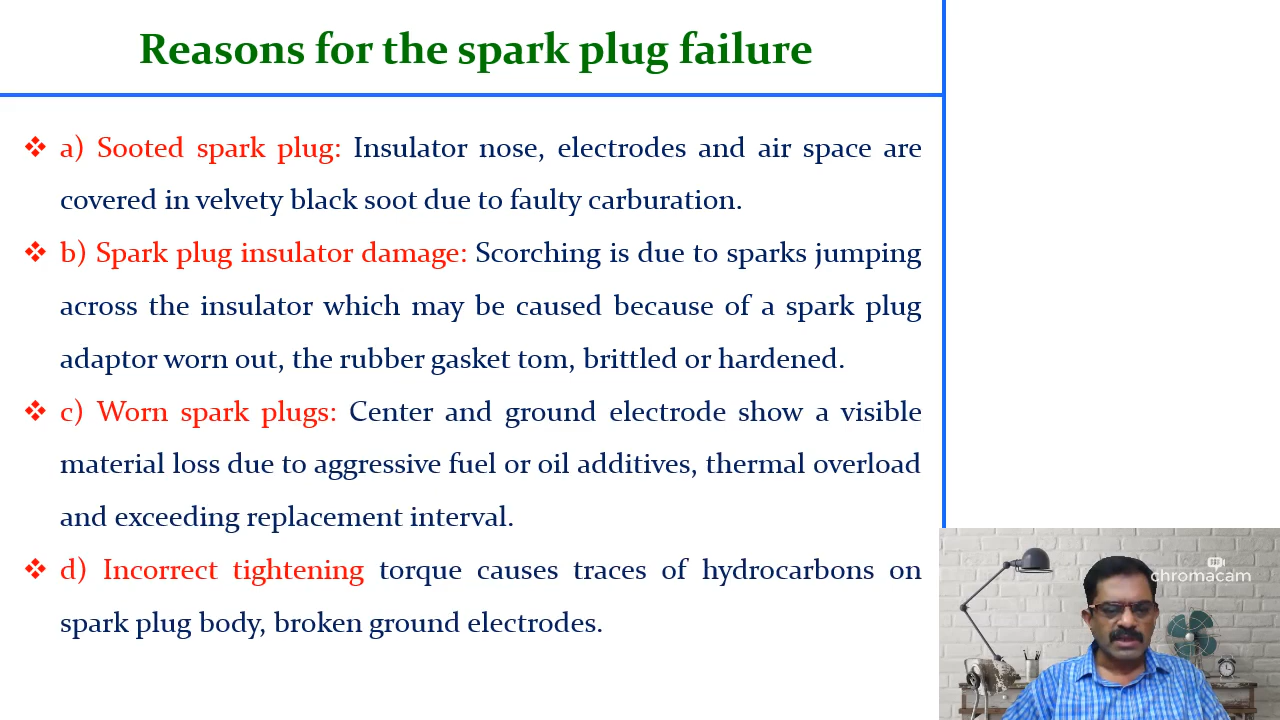 Reasons for the spark plug failure
a) Sooted spark plug: Insulator nose, electrodes and air space are
covered in velvety black soot due to faulty carburation.
b) Spark plug insulator damage: Scorching is due to sparks jumping
across the insulator which may be caused because of a spark plug
adaptor worn out, the rubber gasket tom, brittled or hardened.
c) Worn spark plugs: Center and ground electrode show a visible
material loss due to aggressive fuel or oil additives, thermal overload
and exceeding replacement interval.
d) Incorrect tightening torque causes traces of hydrocarbons on
spark plug body, broken ground electrodes.
chromacam